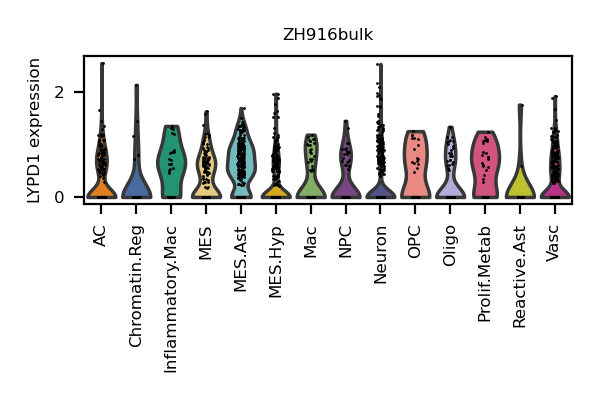 ZH916bulk
LYPD1 expression
2
0
AC
Chromatin.Reg
Inflammatory.Mac
MES
MES.Ast
MES.Hyp
Mac
NPC
Neuron
OPC
Oligo
Prolif.Metab
Reactive.Ast
Vasc